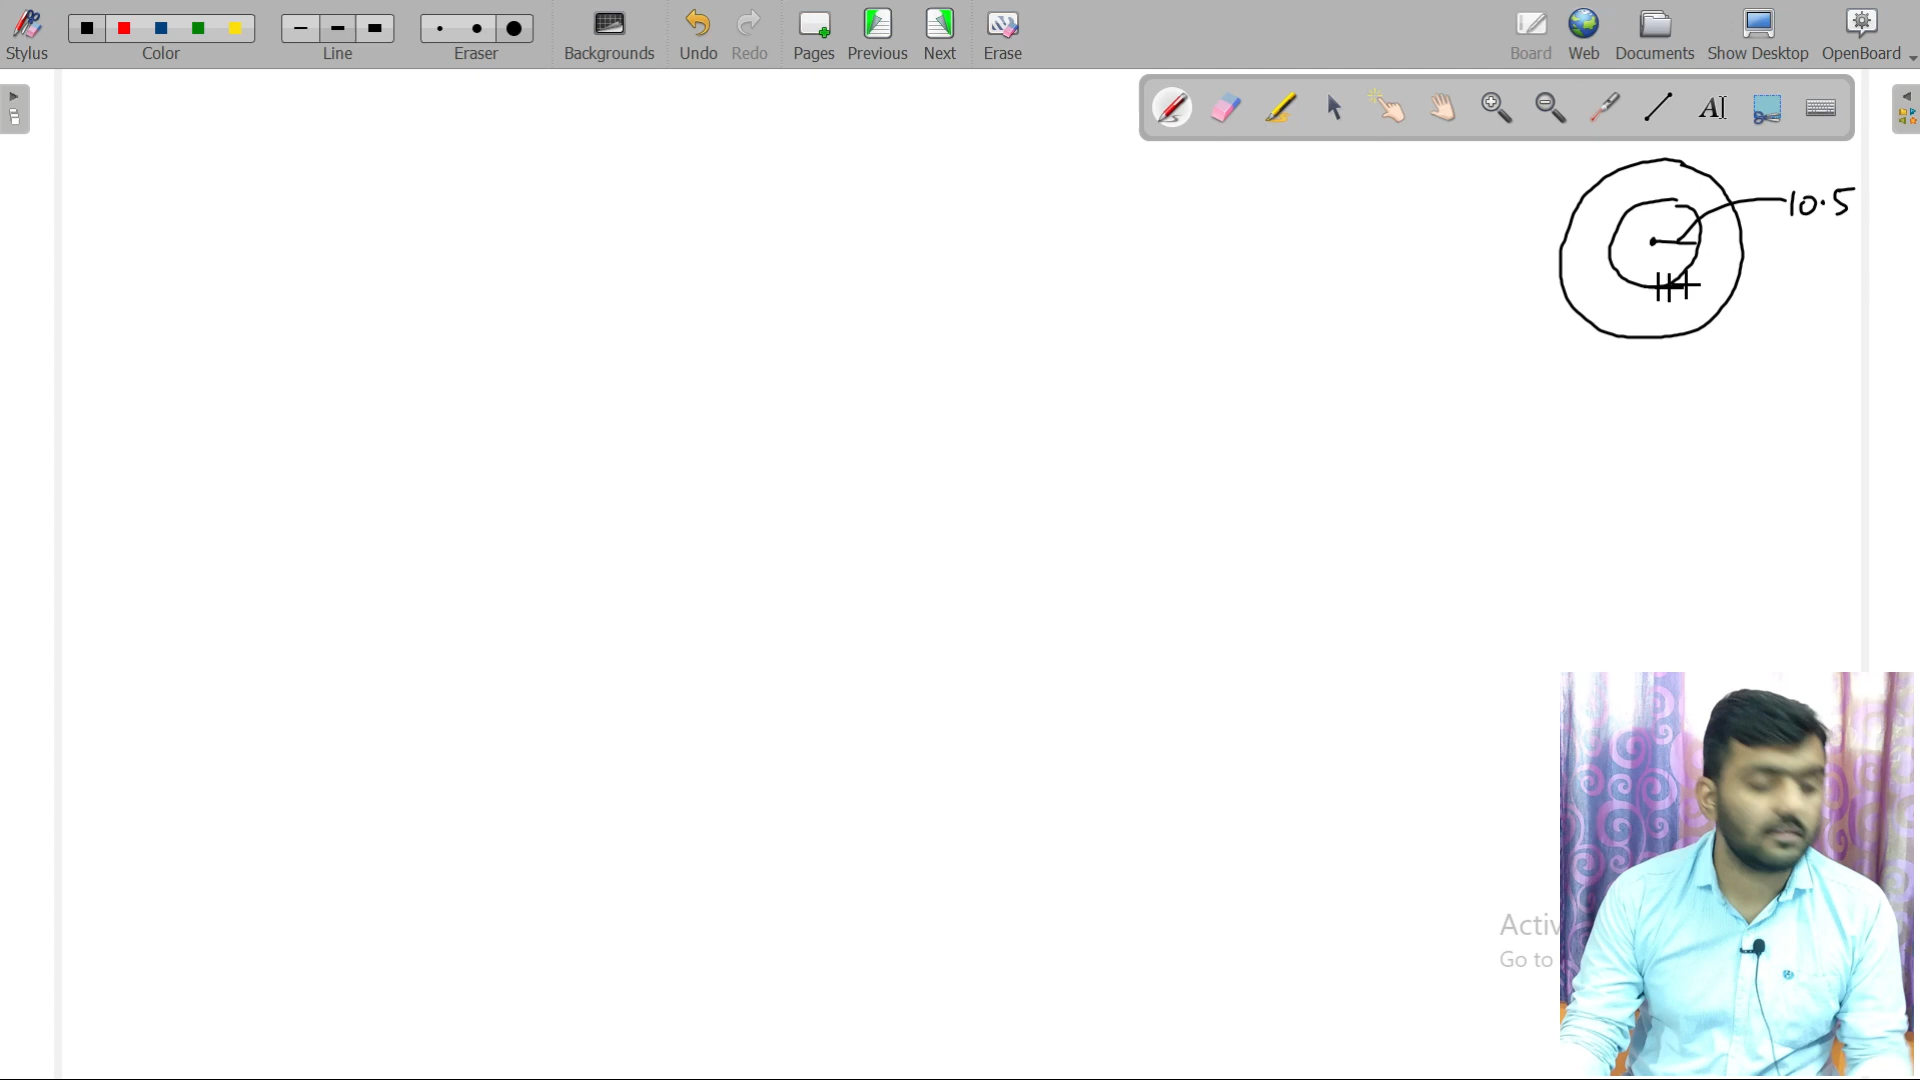 Stylus
Color
Line
Eraser
Backgrounds
Undo
Redo
Pages
Previous
Next
Erase
Board
Web
Documents
Show Desktop
OpenBoard
AI
10.5
Activ
Go to